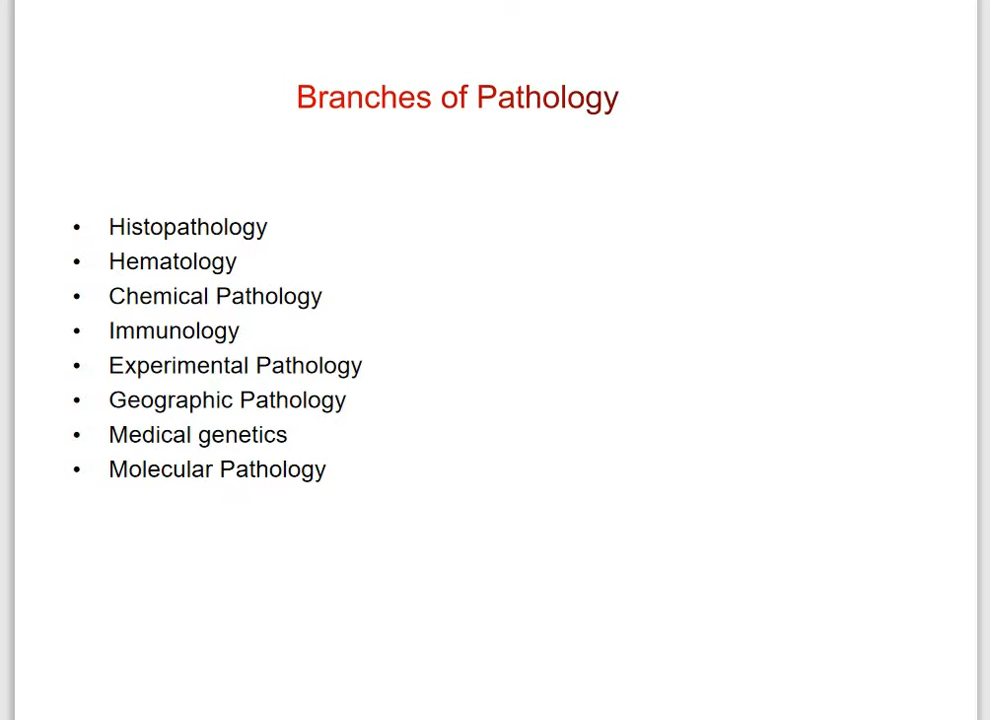 Branches of Pathology
• Histopathology
• Hematology
• Chemical Pathology
• Immunology
• Experimental Pathology
• Geographic Pathology
• Medical genetics
• Molecular Pathology